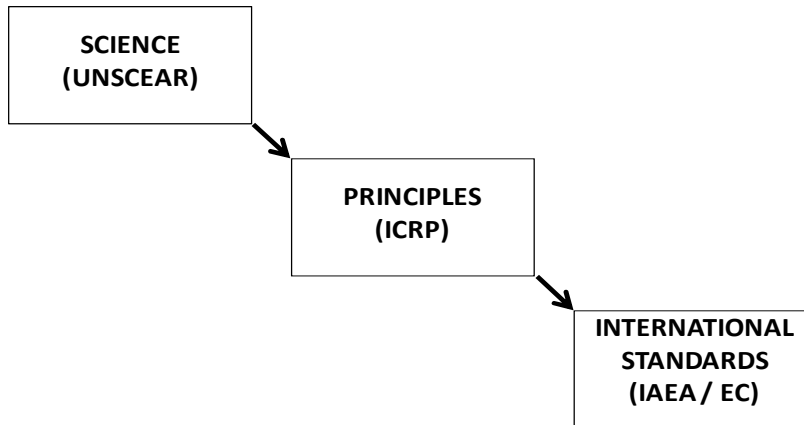 SCIENCE
(UNSCEAR)
PRINCIPLES
(ICRP)
INTERNATIONAL
STANDARDS
(IAEA / EC)